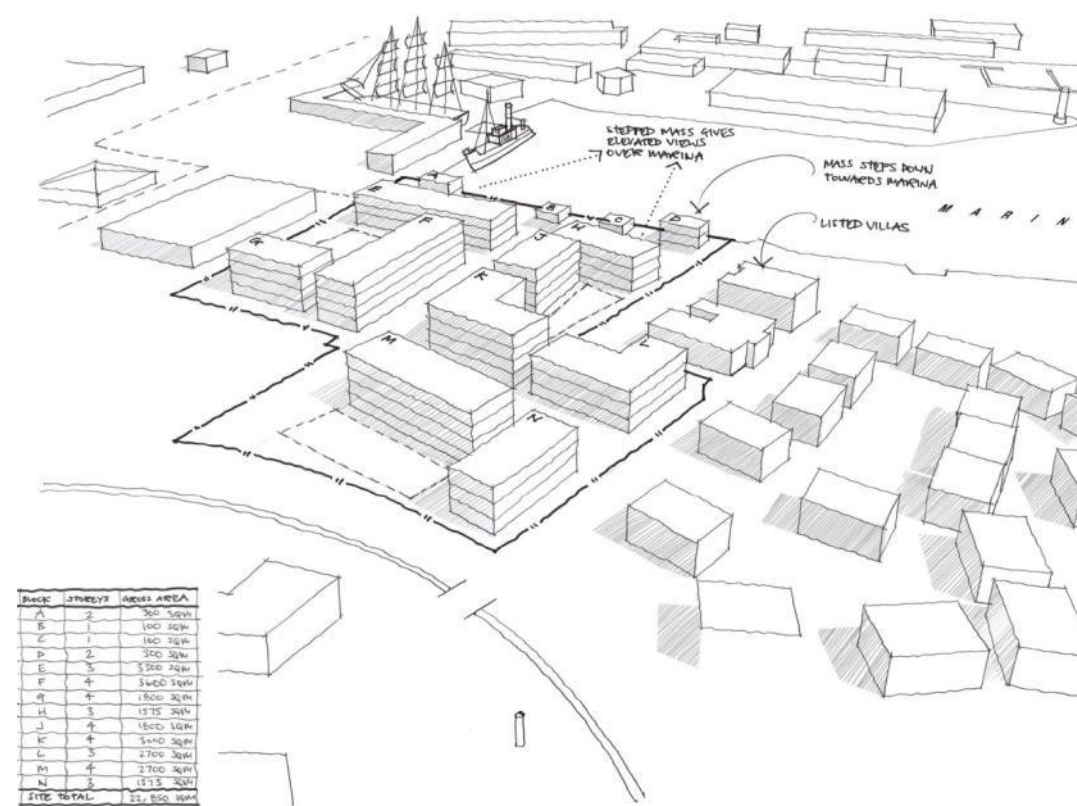 STEPPED MASS GIVES
ELEVATED VIEWS
OVER MARINA
MASS STEPS DOWN
TOWARDS MARINA
LISTED VILLAS
MARIN
A
E
B
C
D
F
G
J
H
K
L
M
N
BLOCK STOREYS GROSS AREA
A 2 300 SQM
B 1 100 SQM
C 1 100 SQM
D 2 300 SQM
E 3 3300 SQM
F 4 3600 SQM
G 4 1800 SQM
H 3 1575 SQM
J 4 1800 SQM
K 4 3000 SQM
L 3 2700 SQM
M 4 2700 SQM
N 3 1575 SQM
SITE TOTAL 22,850 SQM